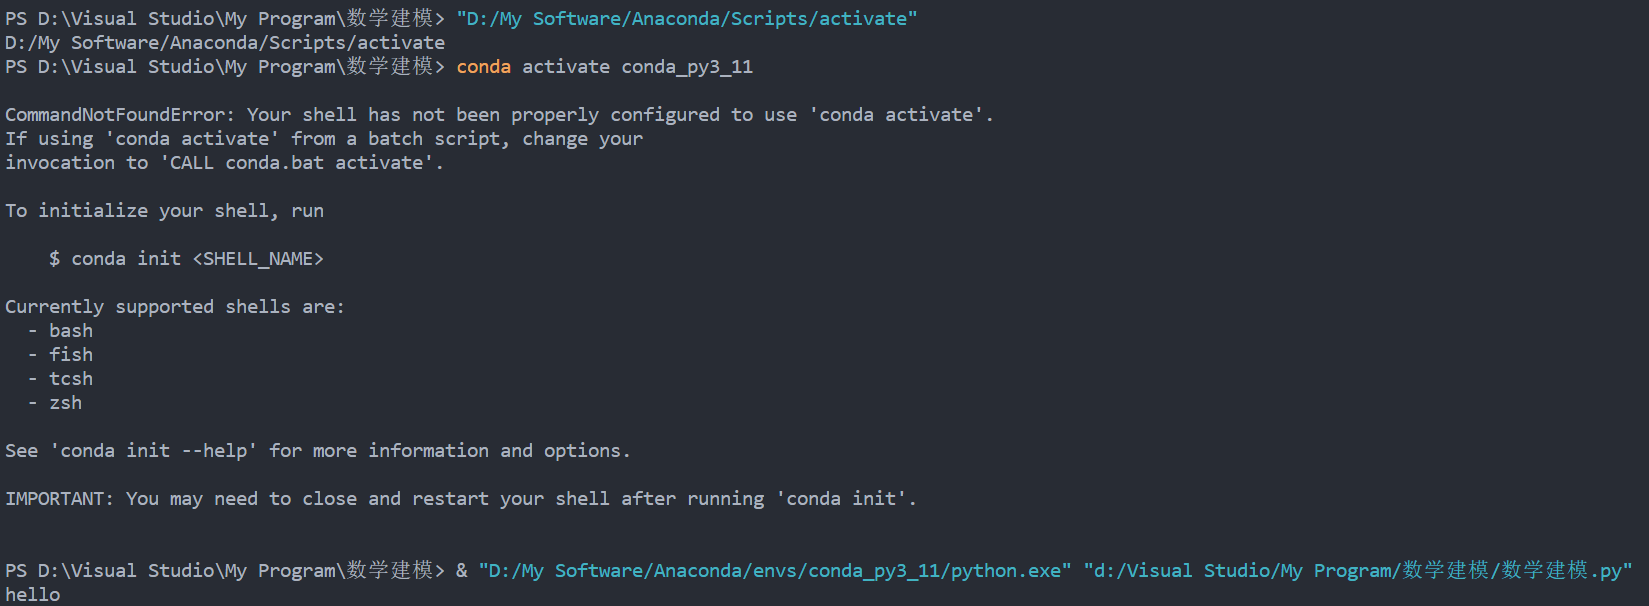 PS D:\Visual Studio\My Program\数学建模> "D:/My Software/Anaconda/Scripts/activate"
D:/My Software/Anaconda/Scripts/activate
PS D:\Visual Studio\My Program\数学建模> conda activate conda_py3_11
CommandNotFoundError: Your shell has not been properly configured to use 'conda activate'.
If using 'conda activate' from a batch script, change your
invocation to 'CALL conda.bat activate'.
To initialize your shell, run
$ conda init <SHELL_NAME>
Currently supported shells are:
- bash
- fish
- tcsh
- zsh
See 'conda init --help' for more information and options.
IMPORTANT: You may need to close and restart your shell after running 'conda init'.
PS D:\Visual Studio\My Program\数学建模> & "D:/My Software/Anaconda/envs/conda_py3_11/python.exe" "d:/Visual Studio/My Program/数学建模/数学建模.py"
hello